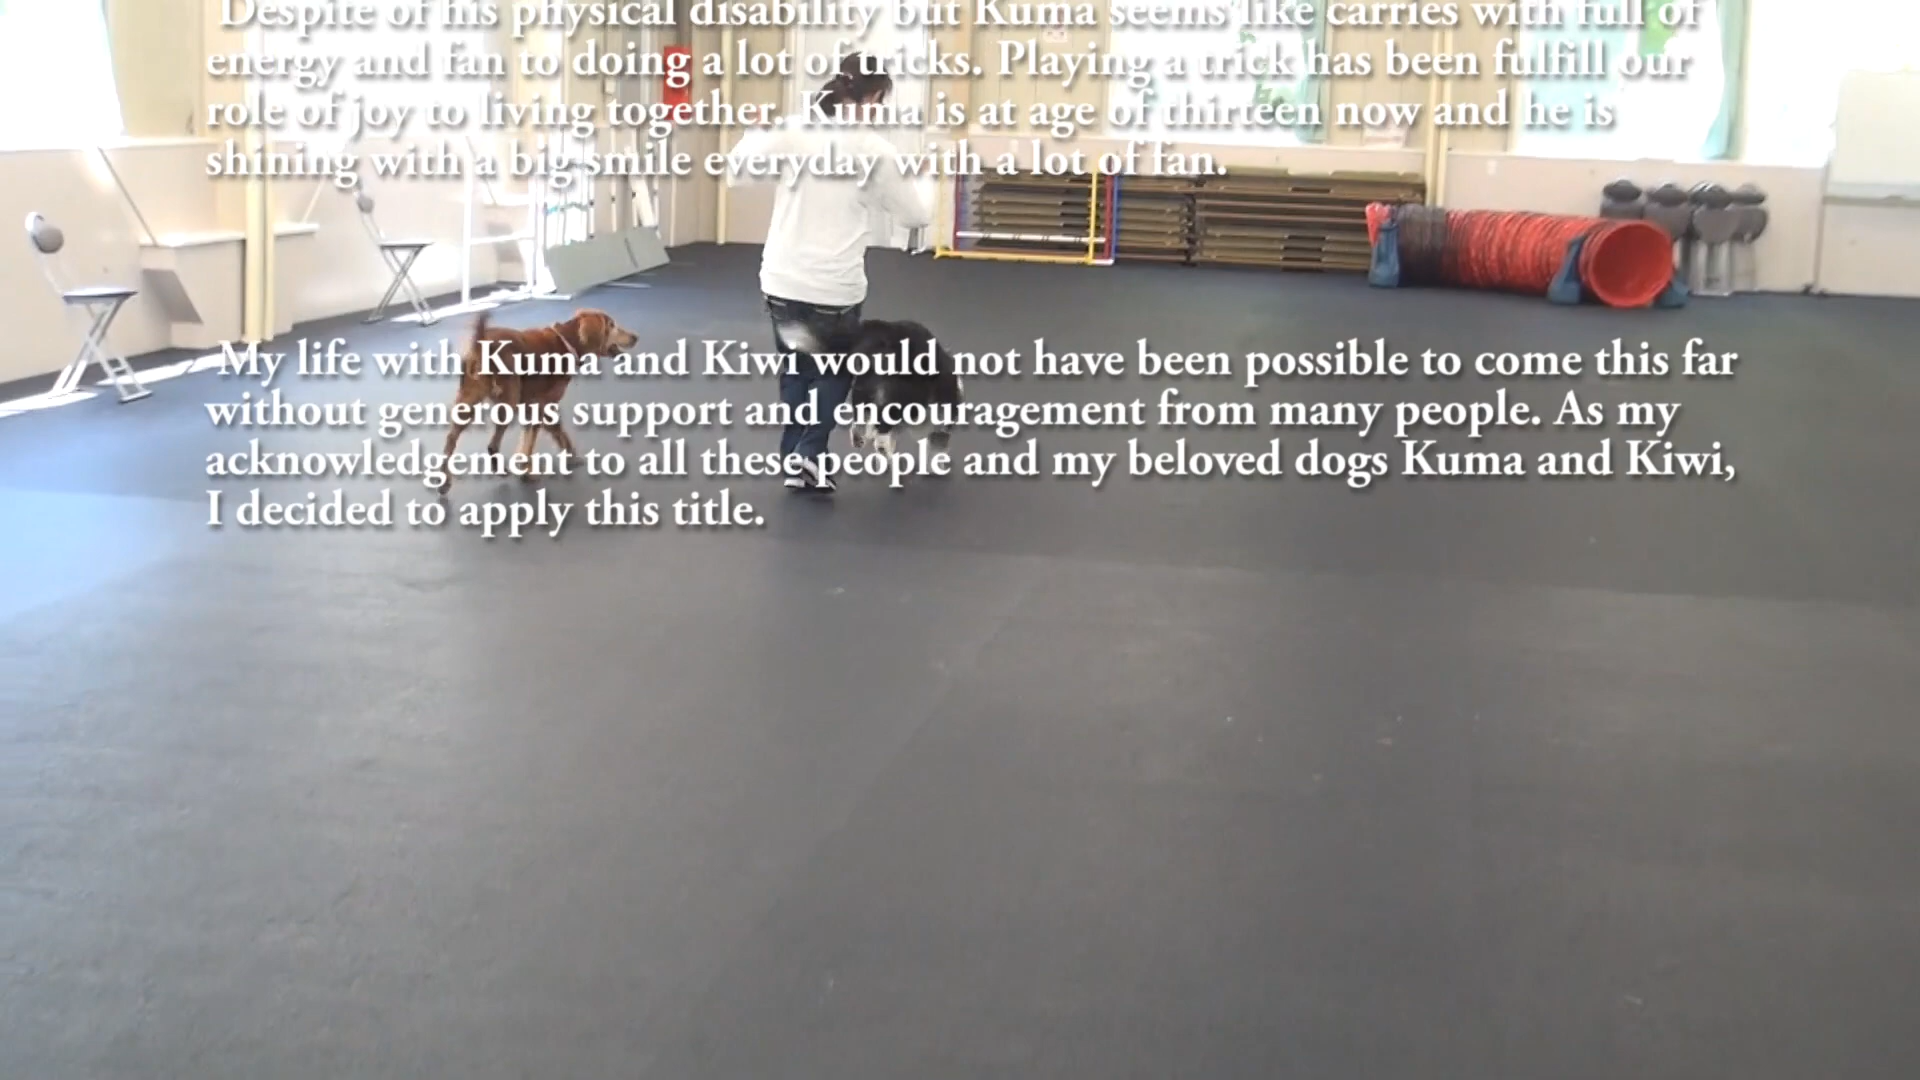 Despite of his physical disability but Kuma seems like carries with full of
energy and fan to doing a lot of tricks. Playing a trick has been fulfill our
role of joy to living together. Kuma is at age of thirteen now and he is
shining with a big smile everyday with a lot of fan.
My life with Kuma and Kiwi would not have been possible to come this far
without generous support and encouragement from many people. As my
acknowledgement to all these people and my beloved dogs Kuma and Kiwi,
I decided to apply this title.